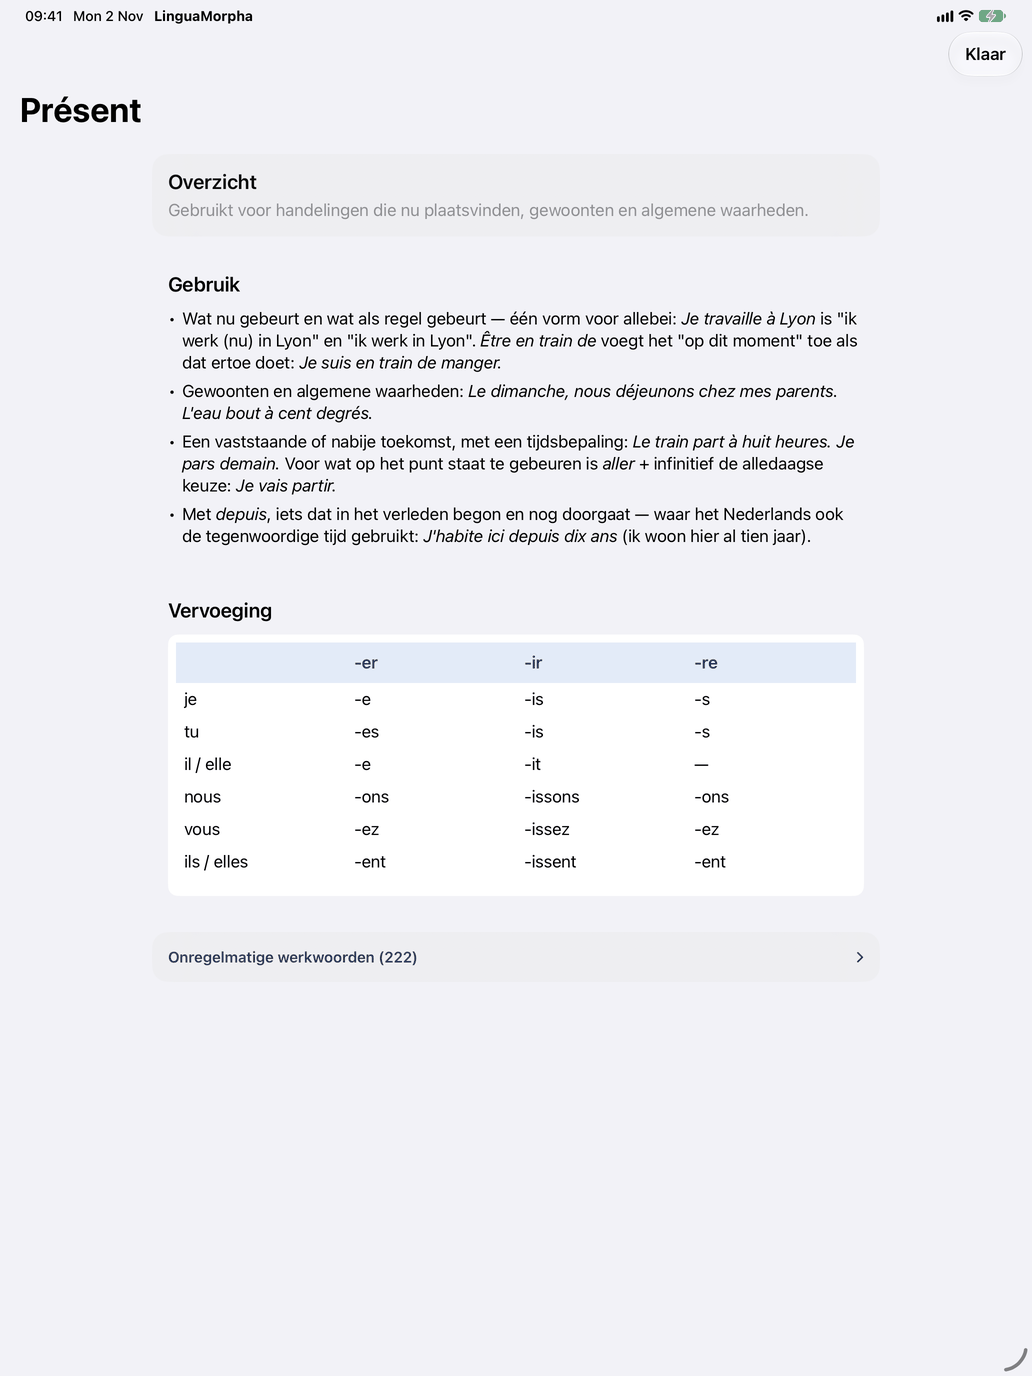 09:41 Mon 2 Nov LinguaMorpha
Klaar
Présent
Overzicht
Gebruikt voor handelingen die nu plaatsvinden, gewoonten en algemene waarheden.
Gebruik
• Wat nu gebeurt en wat als regel gebeurt — één vorm voor allebei: Je travaille à Lyon is "ik
werk (nu) in Lyon" en "ik werk in Lyon". Être en train de voegt het "op dit moment" toe als
dat ertoe doet: Je suis en train de manger.
• Gewoonten en algemene waarheden: Le dimanche, nous déjeunons chez mes parents.
L'eau bout à cent degrés.
• Een vaststaande of nabije toekomst, met een tijdsbepaling: Le train part à huit heures. Je
pars demain. Voor wat op het punt staat te gebeuren is aller + infinitief de alledaagse
keuze: Je vais partir.
• Met depuis, iets dat in het verleden begon en nog doorgaat — waar het Nederlands ook
de tegenwoordige tijd gebruikt: J'habite ici depuis dix ans (ik woon hier al tien jaar).
Vervoeging
-er -ir -re
je -e -is -s
tu -es -is -s
il / elle -e -it —
nous -ons -issons -ons
vous -ez -issez -ez
ils / elles -ent -issent -ent
Onregelmatige werkwoorden (222)